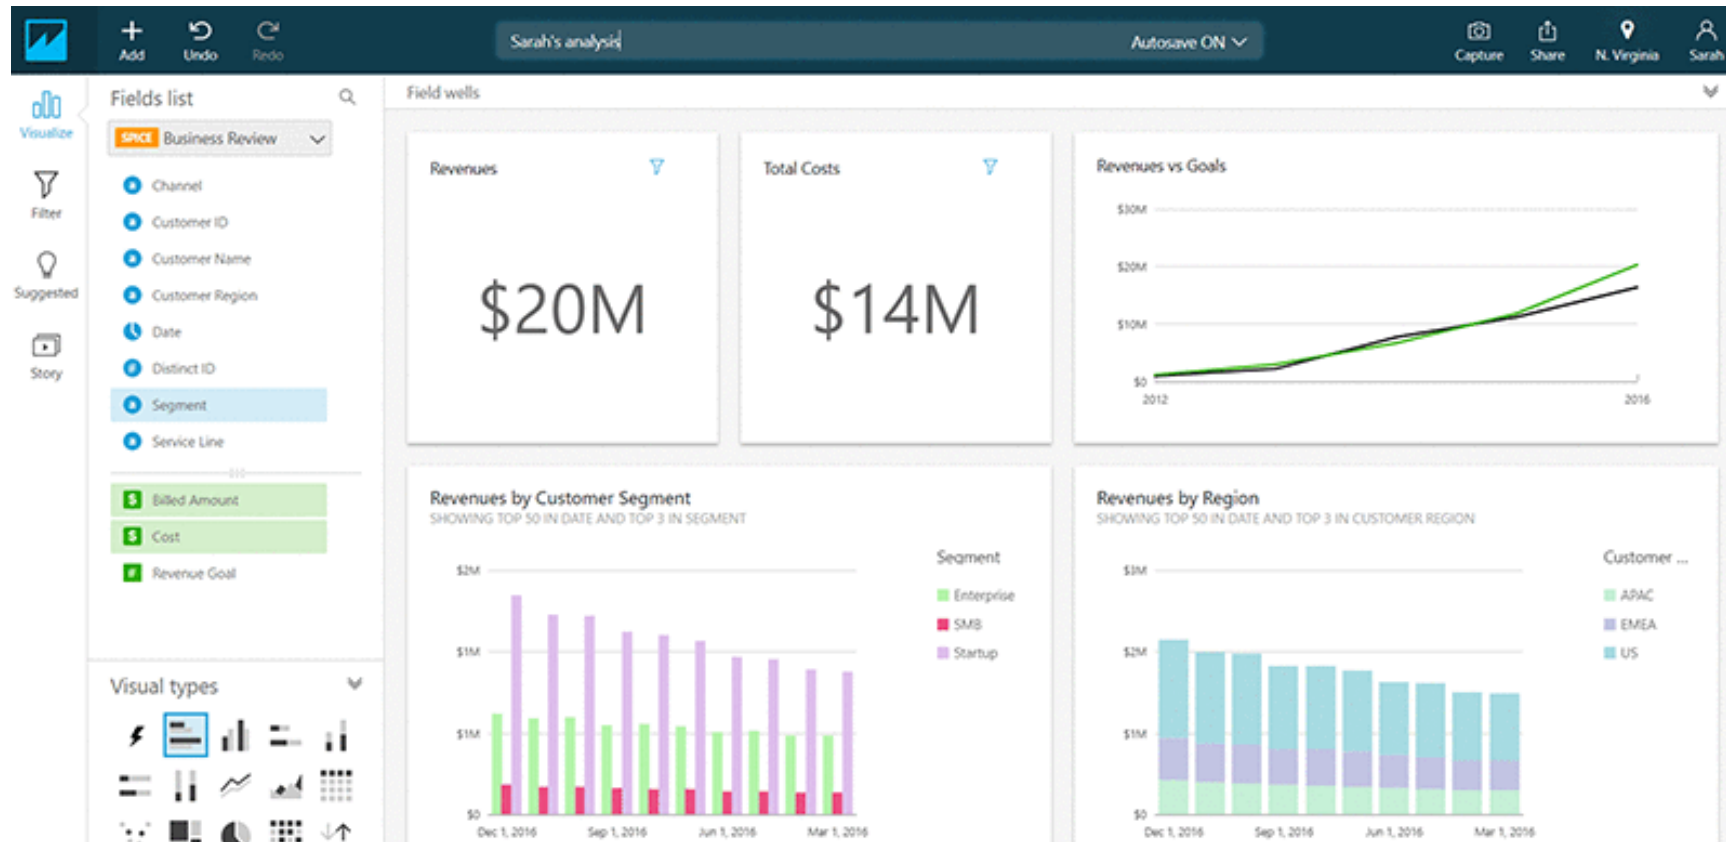 Add
Undo
Redo
Sarah's analysis
Autosave ON
Capture
Share
N. Virginia
Sarah
Visualize
Filter
Suggested
Story
Fields list
SPICE Business Review
Channel
Customer ID
Customer Name
Customer Region
Date
Distinct ID
Segment
Service Line
Billed Amount
Cost
Revenue Goal
Visual types
Field wells
Revenues
$20M
Total Costs
$14M
Revenues vs Goals
$30M
$20M
$10M
$0
2012 2016
Revenues by Customer Segment
SHOWING TOP 50 IN DATE AND TOP 3 IN SEGMENT
$2M
$1M
$1M
$0
Dec 1, 2016 Sep 1, 2016 Jun 1, 2016 Mar 1, 2016
Segment
Enterprise
SMB
Startup
Revenues by Region
SHOWING TOP 50 IN DATE AND TOP 3 IN CUSTOMER REGION
$3M
$2M
$1M
$0
Dec 1, 2016 Sep 1, 2016 Jun 1, 2016 Mar 1, 2016
Customer ...
APAC
EMEA
US